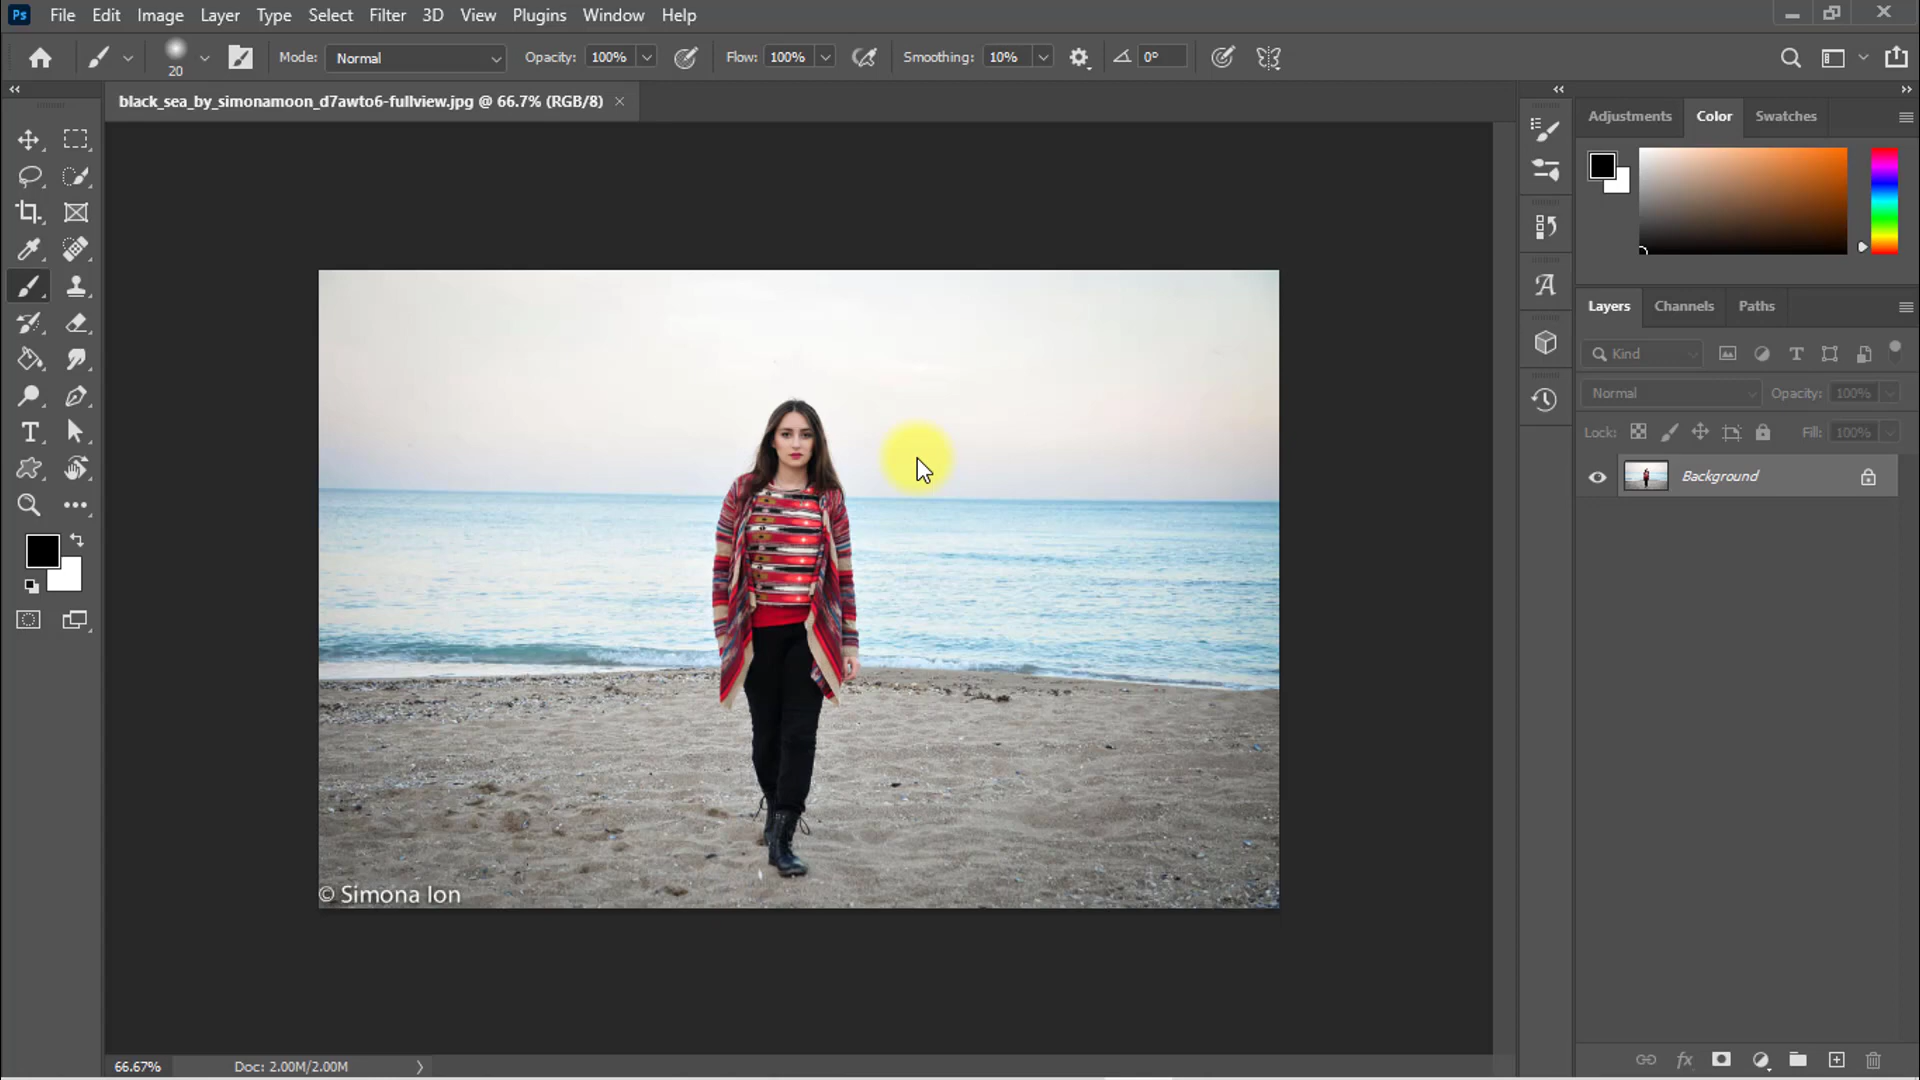 Ps File Edit Image Layer Type Select Filter 3D View Plugins Window Help
20 Mode: Normal Opacity: 100% Flow: 100% Smoothing: 10% 0°
black_sea_by_simonamoon_d7awto6-fullview.jpg @ 66.7% (RGB/8)
Adjustments Color Swatches
Layers Channels Paths
Kind
Normal Opacity: 100%
Lock: Fill: 100%
Background
© Simona Ion
66.67% Doc: 2.00M/2.00M